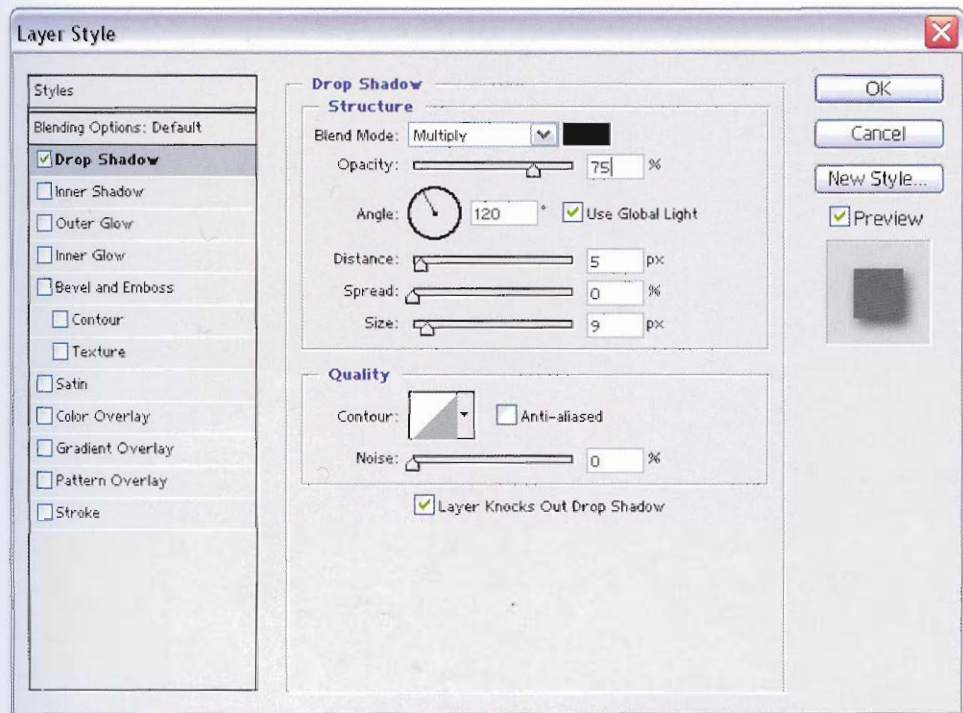 Layer Style
Styles
Blending Options: Default
Drop Shadow
Inner Shadow
Outer Glow
Inner Glow
Bevel and Emboss
Contour
Texture
Satin
Color Overlay
Gradient Overlay
Pattern Overlay
Stroke
Drop Shadow
Structure
Blend Mode: Multiply
Opacity: 75 %
Angle: 120 ° Use Global Light
Distance: 5 px
Spread: 0 %
Size: 9 px
Quality
Contour: Anti-aliased
Noise: 0 %
Layer Knocks Out Drop Shadow
OK
Cancel
New Style...
Preview